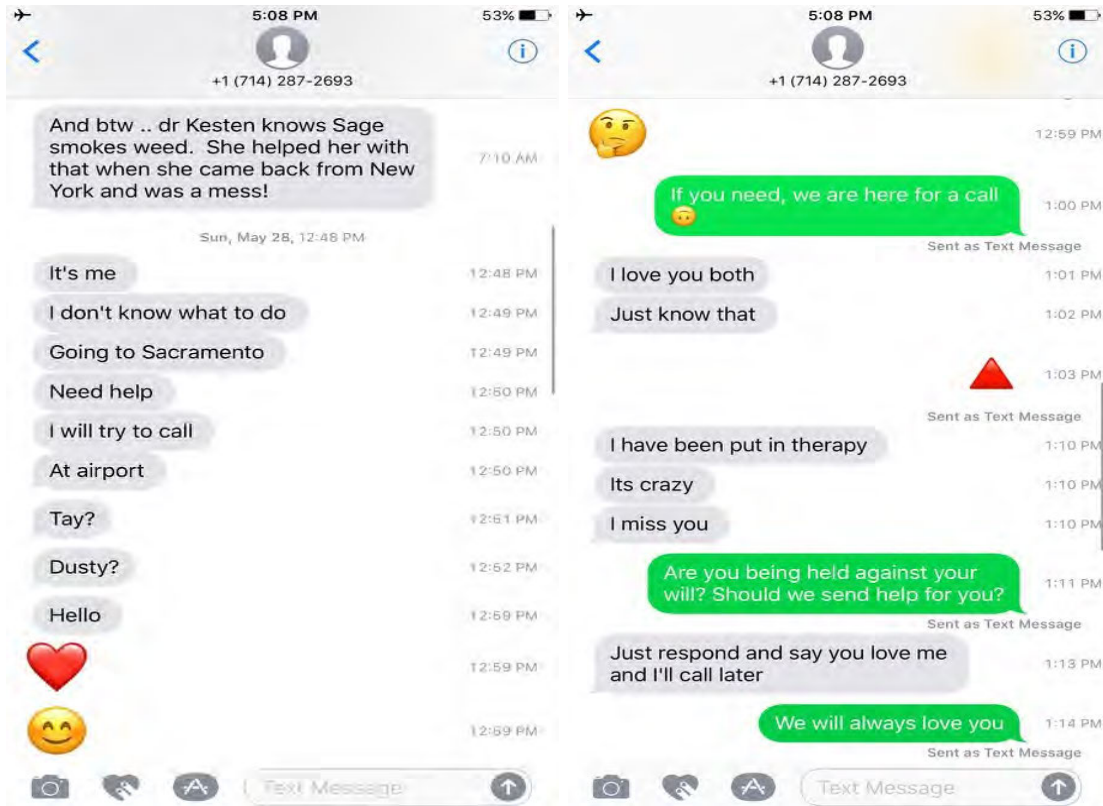 5:08 PM
53%
+1 (714) 287-2693
And btw .. dr Kesten knows Sage
smokes weed.  She helped her with
that when she came back from New
York and was a mess!
7:10 AM
Sun, May 28, 12:48 PM
It's me
12:48 PM
I don't know what to do
12:49 PM
Going to Sacramento
12:49 PM
Need help
12:50 PM
I will try to call
12:50 PM
At airport
12:50 PM
Tay?
12:51 PM
Dusty?
12:52 PM
Hello
12:59 PM
12:59 PM
12:59 PM
Text Message
5:08 PM
53%
+1 (714) 287-2693
12:59 PM
If you need, we are here for a call
1:00 PM
Sent as Text Message
I love you both
1:01 PM
Just know that
1:02 PM
1:03 PM
Sent as Text Message
I have been put in therapy
1:10 PM
Its crazy
1:10 PM
I miss you
1:10 PM
Are you being held against your
will? Should we send help for you?
1:11 PM
Sent as Text Message
Just respond and say you love me
and I'll call later
1:13 PM
We will always love you
1:14 PM
Sent as Text Message
Text Message